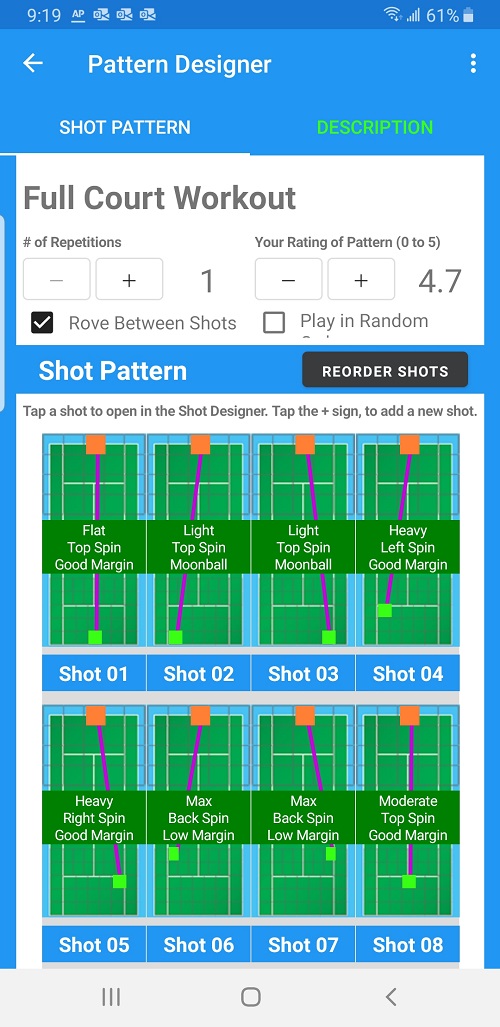 9:19 AP 61%
Pattern Designer
SHOT PATTERN DESCRIPTION
Full Court Workout
# of Repetitions Your Rating of Pattern (0 to 5)
− + 1 − + 4.7
Rove Between Shots Play in Random
Shot Pattern REORDER SHOTS
Tap a shot to open in the Shot Designer. Tap the + sign, to add a new shot.
Flat
Top Spin
Good Margin
Light
Top Spin
Moonball
Light
Top Spin
Moonball
Heavy
Left Spin
Good Margin
Shot 01 Shot 02 Shot 03 Shot 04
Heavy
Right Spin
Good Margin
Max
Back Spin
Low Margin
Max
Back Spin
Low Margin
Moderate
Top Spin
Good Margin
Shot 05 Shot 06 Shot 07 Shot 08